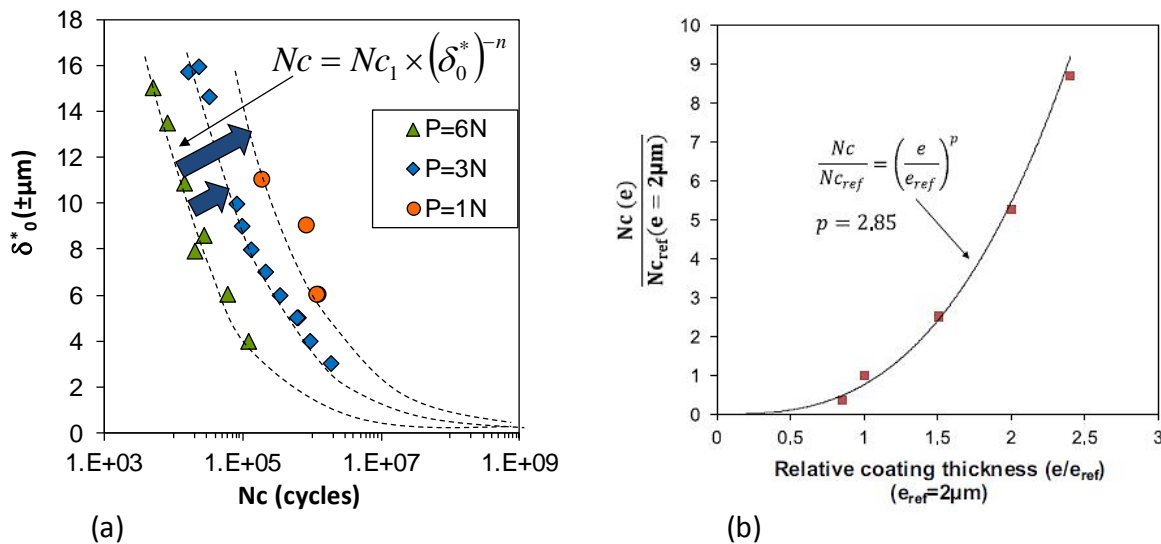 18
16
14
12
10
8
6
4
2
0
δ*0(±µm)
Nc = Nc1 × (δ0*)^-n
P=6N
P=3N
P=1N
1.E+03
1.E+05
1.E+07
1.E+09
Nc (cycles)
(a)
10
9
8
7
6
5
4
3
2
1
0
Nc (e)
Ncref(e = 2µm)
Nc/Ncref = (e/eref)^p
p = 2.85
0
0,5
1
1,5
2
2,5
3
Relative coating thickness (e/eref)
(eref=2µm)
(b)